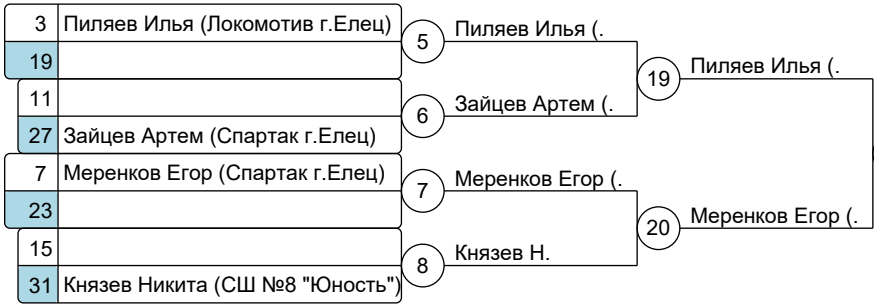 3 Пиляев Илья (Локомотив г.Елец)
19
5
Пиляев Илья (.
11
27 Зайцев Артем (Спартак г.Елец)
6
Зайцев Артем (.
19
Пиляев Илья (.
7 Меренков Егор (Спартак г.Елец)
23
7
Меренков Егор (.
15
31 Князев Никита (СШ №8 "Юность")
8
Князев Н.
20
Меренков Егор (.